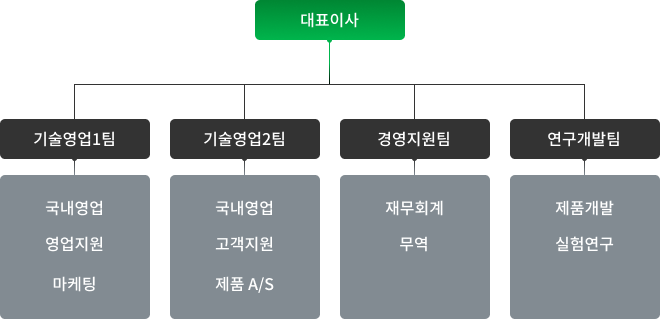 대표이사
기술영업1팀
기술영업2팀
경영지원팀
연구개발팀
국내영업
영업지원
마케팅
국내영업
고객지원
제품 A/S
재무회계
무역
제품개발
실험연구